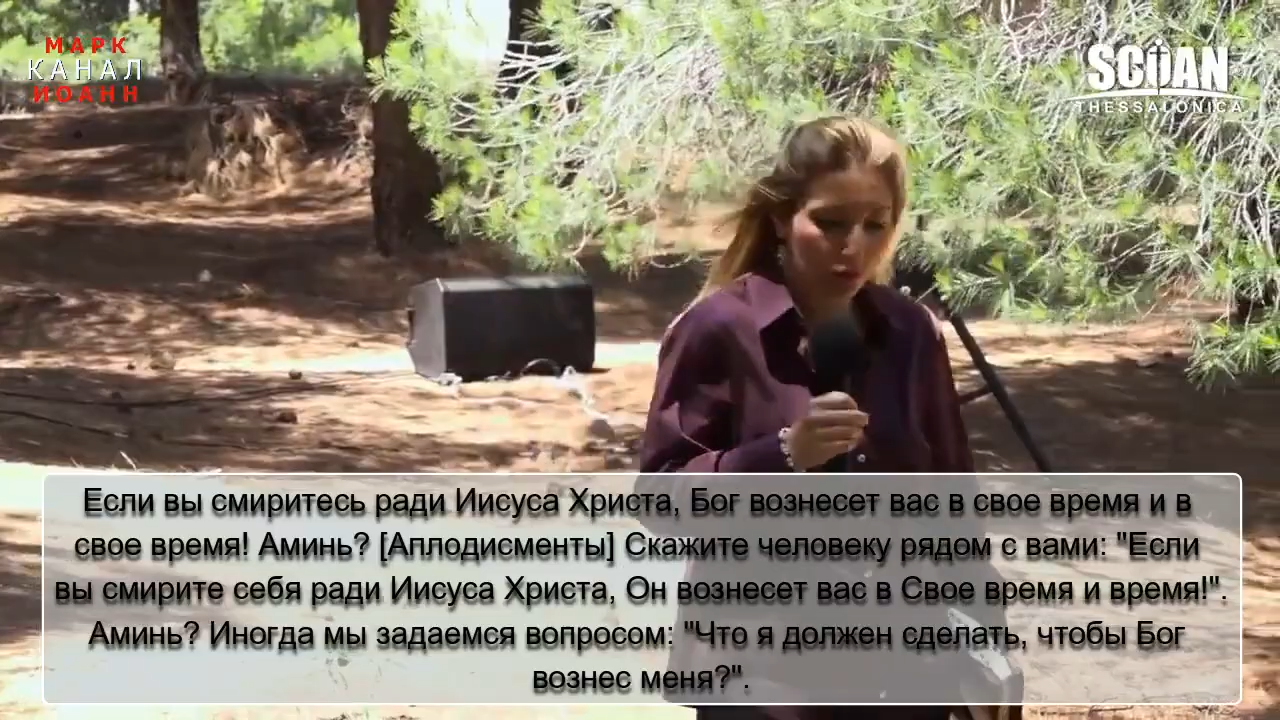 МАРК
КАНАЛ
ИОАНН
SCOAN
THESSALONICA
Если вы смиритесь ради Иисуса Христа, Бог вознесет вас в свое время и в
свое время! Аминь? [Аплодисменты] Скажите человеку рядом с вами: "Если
вы смирите себя ради Иисуса Христа, Он вознесет вас в Свое время и время!".
Аминь? Иногда мы задаемся вопросом: "Что я должен сделать, чтобы Бог
вознес меня?".